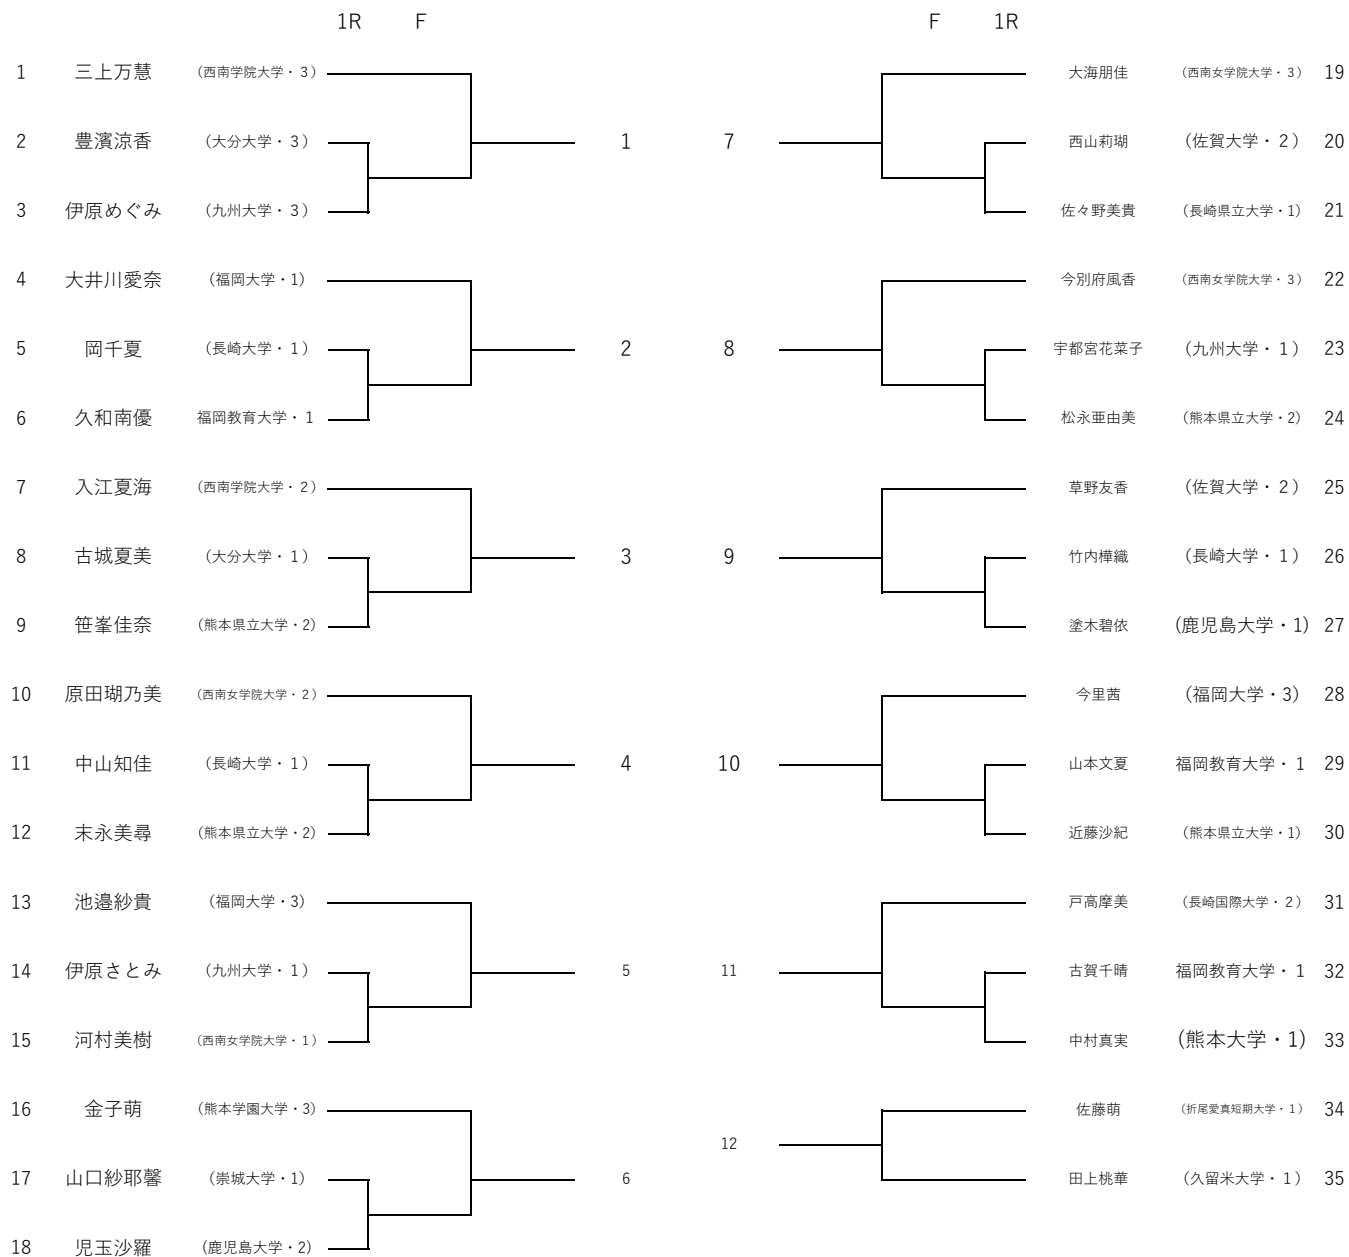 1R F F 1R
1 三上万慧 (西南学院大学・3) 大海朋佳 (西南女学院大学・3) 19
2 豊濱涼香 (大分大学・3) 1 7 西山莉瑚 (佐賀大学・2) 20
3 伊原めぐみ (九州大学・3) 佐々野美貴 (長崎県立大学・1) 21
4 大井川愛奈 (福岡大学・1) 今別府風香 (西南女学院大学・3) 22
5 岡千夏 (長崎大学・1) 2 8 宇都宮花菜子 (九州大学・1) 23
6 久和南優 福岡教育大学・1 松永亜由美 (熊本県立大学・2) 24
7 入江夏海 (西南学院大学・2) 草野友香 (佐賀大学・2) 25
8 古城夏美 (大分大学・1) 3 9 竹内樺織 (長崎大学・1) 26
9 笹峯佳奈 (熊本県立大学・2) 塗木碧依 (鹿児島大学・1) 27
10 原田瑚乃美 (西南女学院大学・2) 今里茜 (福岡大学・3) 28
11 中山知佳 (長崎大学・1) 4 10 山本文夏 福岡教育大学・1 29
12 末永美尋 (熊本県立大学・2) 近藤沙紀 (熊本県立大学・1) 30
13 池邉紗貴 (福岡大学・3) 戸高摩美 (長崎国際大学・2) 31
14 伊原さとみ (九州大学・1) 5 11 古賀千晴 福岡教育大学・1 32
15 河村美樹 (西南女学院大学・1) 中村真実 (熊本大学・1) 33
16 金子萌 (熊本学園大学・3) 佐藤萌 (折尾愛真短期大学・1) 34
12
17 山口紗耶馨 (崇城大学・1) 6 田上桃華 (久留米大学・1) 35
18 児玉沙羅 (鹿児島大学・2)